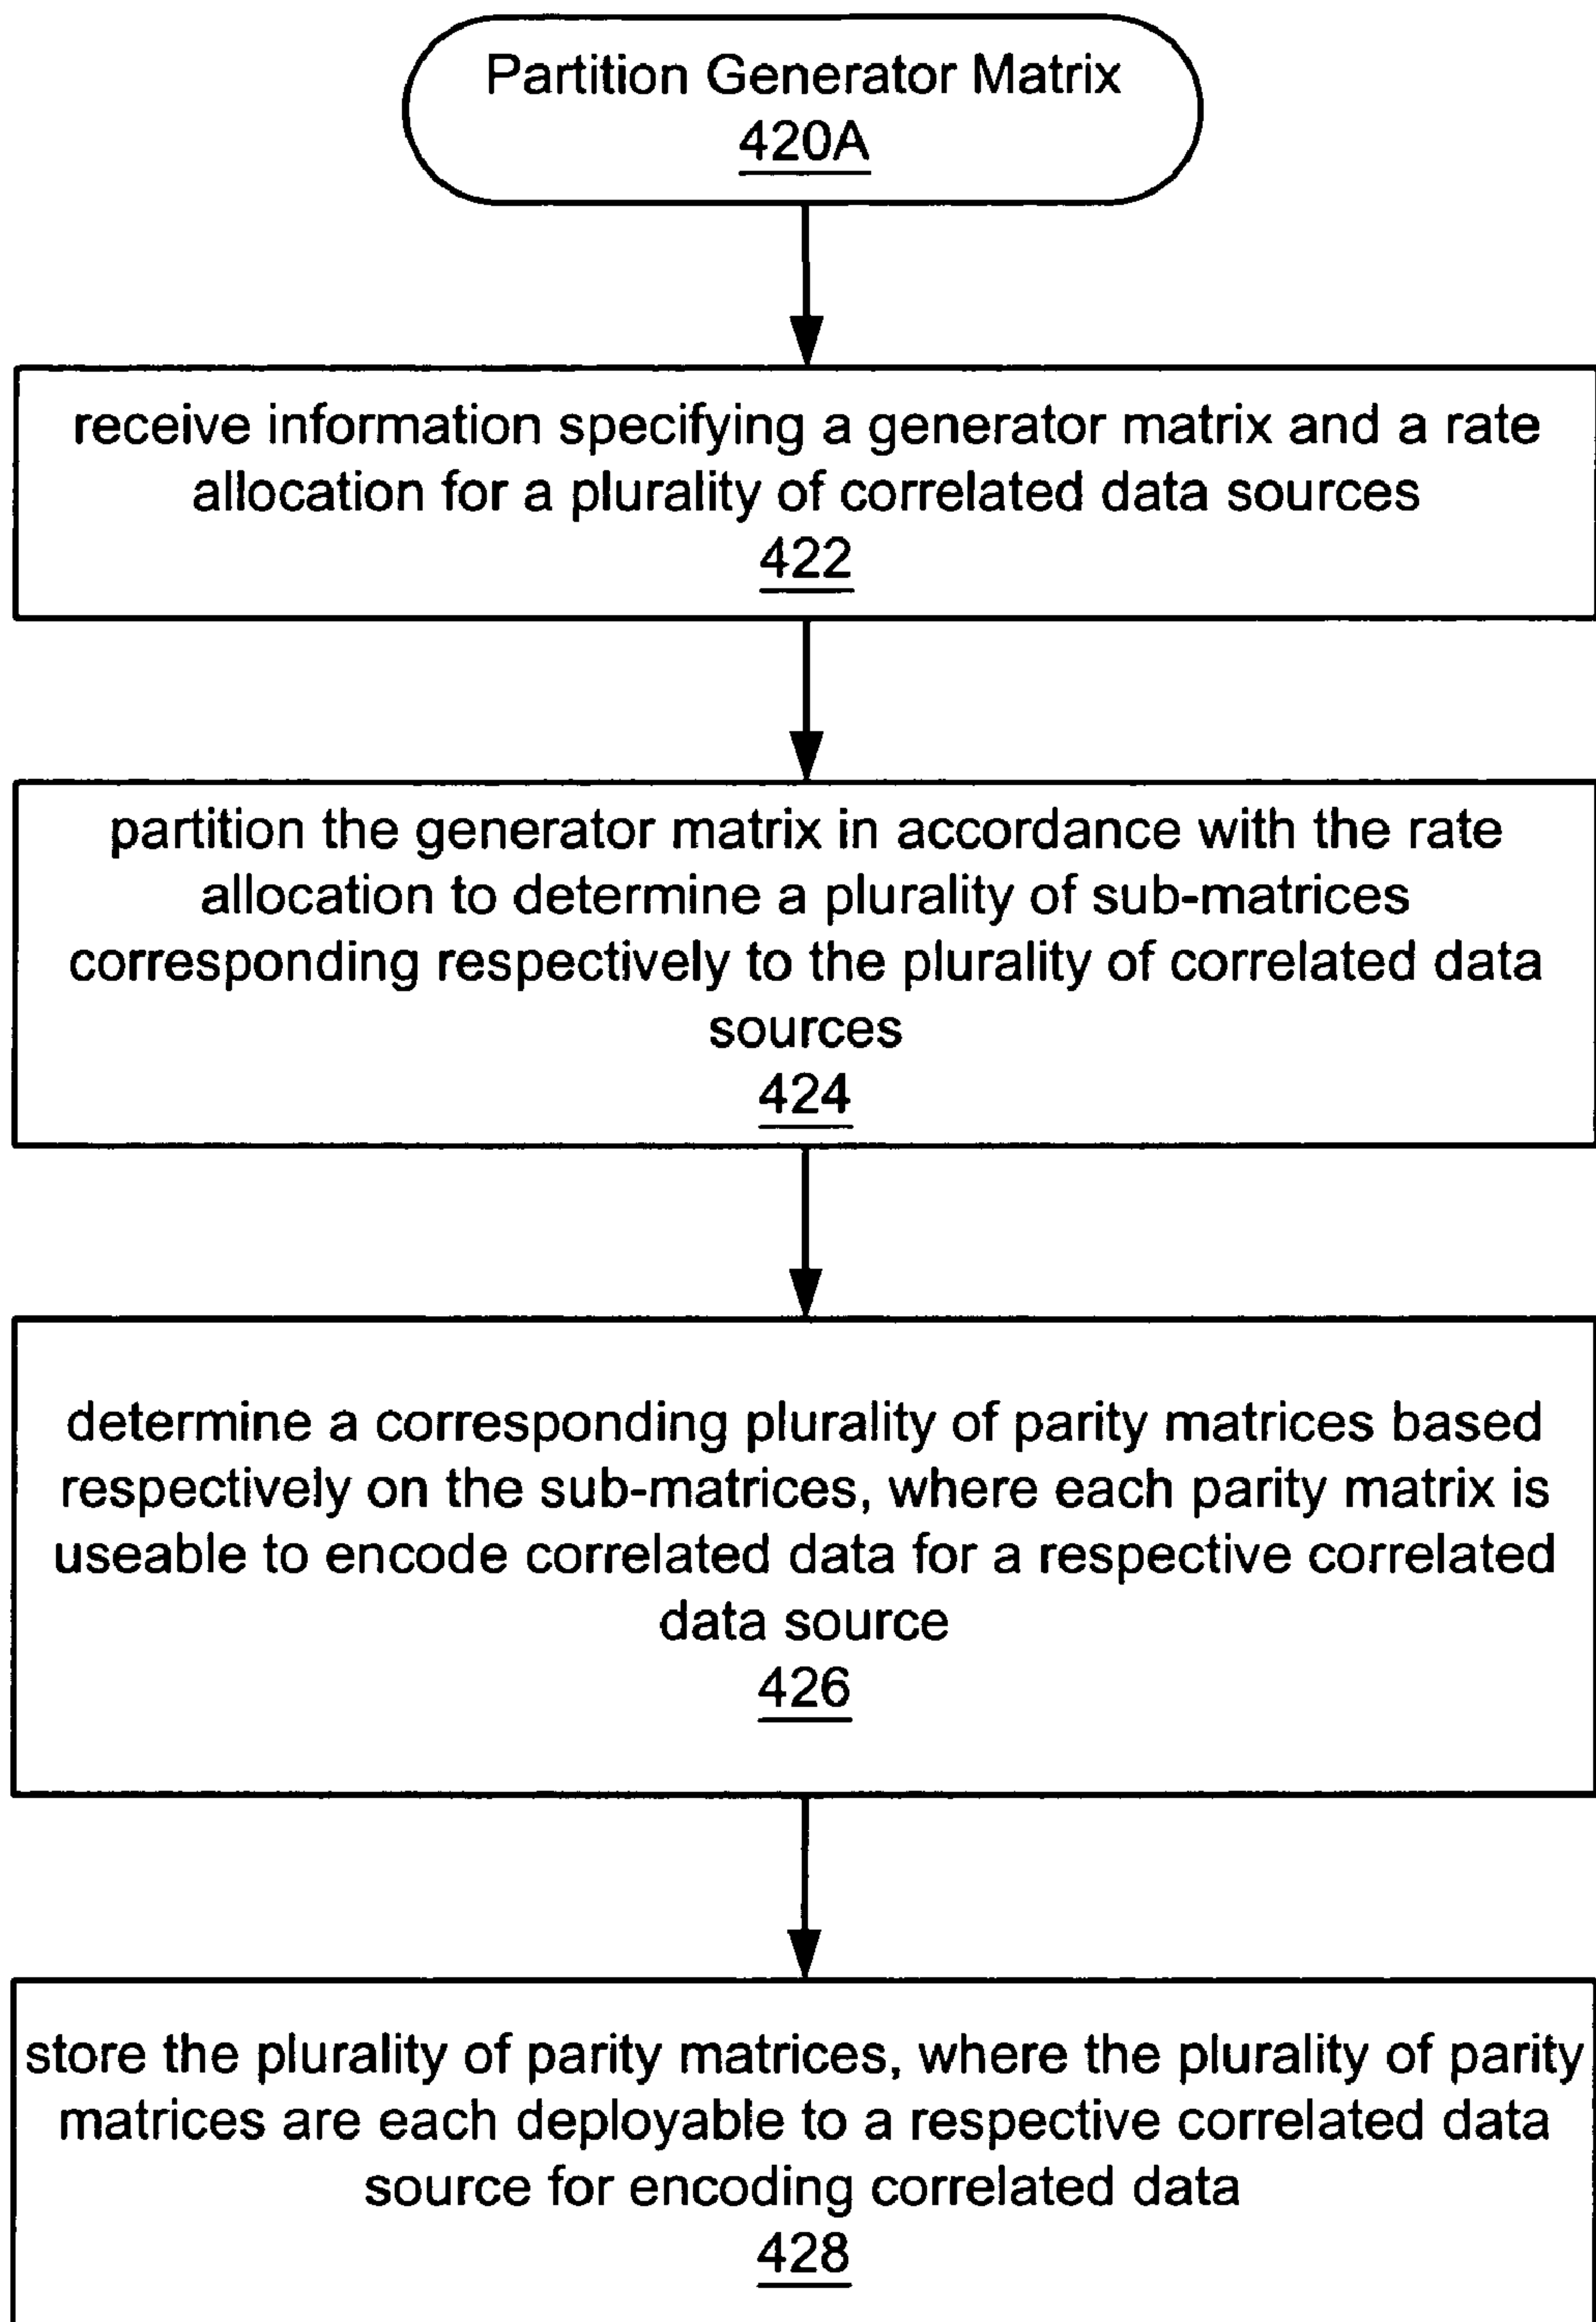 Partition Generator Matrix
420A
receive information specifying a generator matrix and a rate
allocation for a plurality of correlated data sources
422
partition the generator matrix in accordance with the rate
allocation to determine a plurality of sub-matrices
corresponding respectively to the plurality of correlated data
sources
424
determine a corresponding plurality of parity matrices based
respectively on the sub-matrices, where each parity matrix is
useable to encode correlated data for a respective correlated
data source
426
store the plurality of parity matrices, where the plurality of parity
matrices are each deployable to a respective correlated data
source for encoding correlated data
428